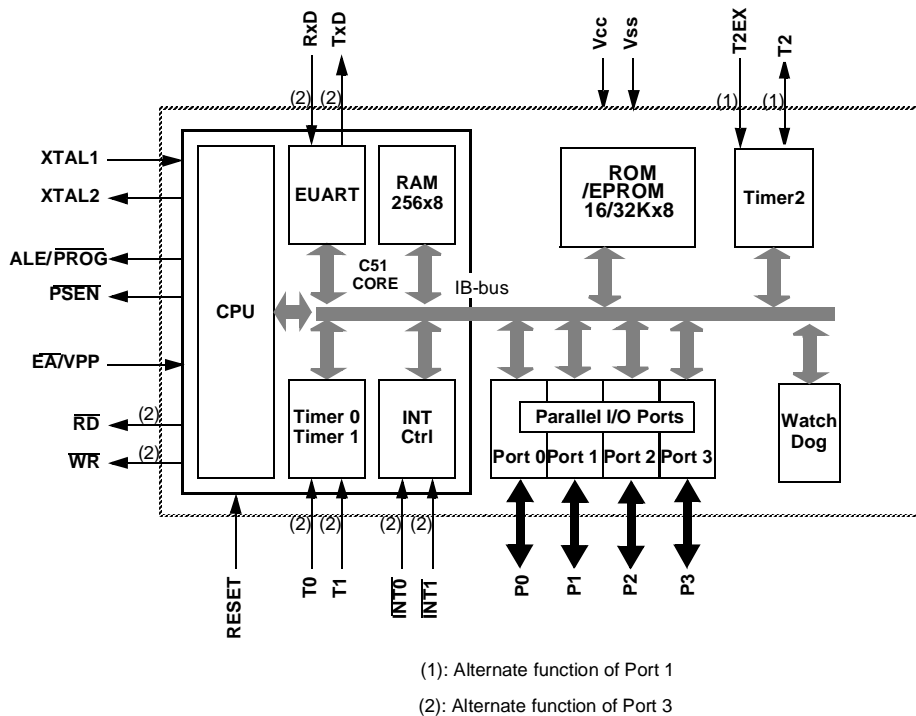 RxD
TxD
Vcc
Vss
T2EX
T2
(2)
(2)
(1)
(1)
XTAL1
XTAL2
ALE/PROG
PSEN
EA/VPP
RD
(2)
WR
(2)
CPU
EUART
RAM
256x8
C51
CORE
IB-bus
ROM
/EPROM
16/32Kx8
Timer2
Timer 0
Timer 1
INT
Ctrl
Parallel I/O Ports
Port 0
Port 1
Port 2
Port 3
Watch
Dog
(2)
(2)
(2)
(2)
RESET
T0
T1
INT0
INT1
P0
P1
P2
P3
(1): Alternate function of Port 1
(2): Alternate function of Port 3